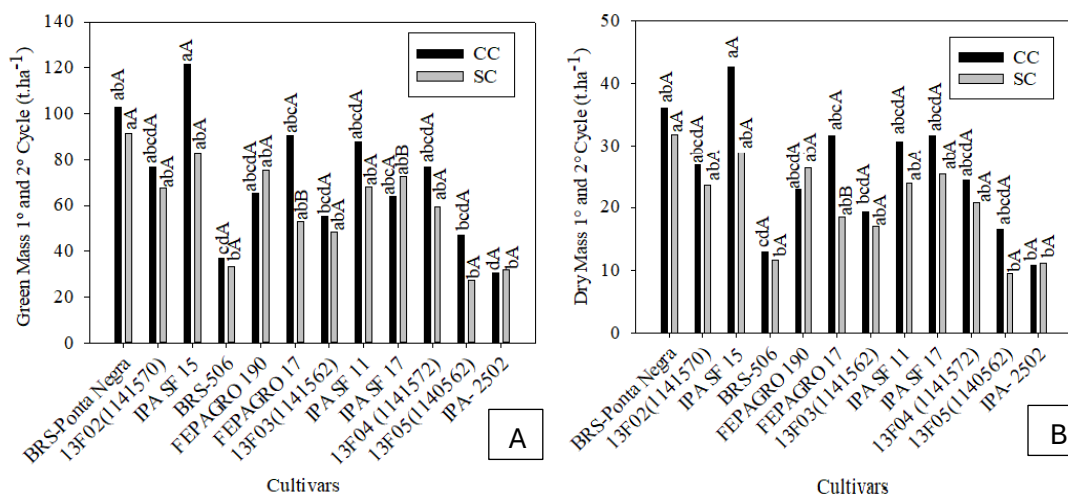 140
120
100
80
60
40
20
0
Green Mass 1° and 2° Cycle (t.ha-1)
CC
SC
abA
aA
abcdA
abA
aA
abA
cdA
bA
abcdA
abA
abcA
abB
bcdA
abA
abcdA
abA
abcA
abB
abcdA
abA
bcdA
bA
dA
bA
BRS-Ponta Negra
13F02(1141570)
IPA SF 15
BRS-506
FEPAGRO 190
FEPAGRO 17
13F03(1141562)
IPA SF 11
IPA SF 17
13F04 (1141572)
13F05(1140562)
IPA- 2502
Cultivars
A
50
40
30
20
10
0
Dry Mass 1° and 2° Cycle (t.ha-1)
CC
SC
abA
aA
abcdA
abA
aA
abA
cdA
bA
abcdA
abA
abcA
abB
bcdA
abA
abcdA
abA
abcdA
abA
abcdA
abA
abcdA
bA
bA
bA
BRS-Ponta Negra
13F02(1141570)
IPA SF 15
BRS-506
FEPAGRO 190
FEPAGRO 17
13F03(1141562)
IPA SF 11
IPA SF 17
13F04 (1141572)
13F05(1140562)
IPA- 2502
Cultivars
B